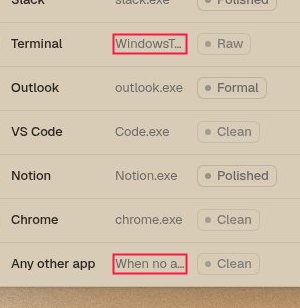 Slack slack.exe Polished
Terminal WindowsT... Raw
Outlook outlook.exe Formal
VS Code Code.exe Clean
Notion Notion.exe Polished
Chrome chrome.exe Clean
Any other app When no a... Clean